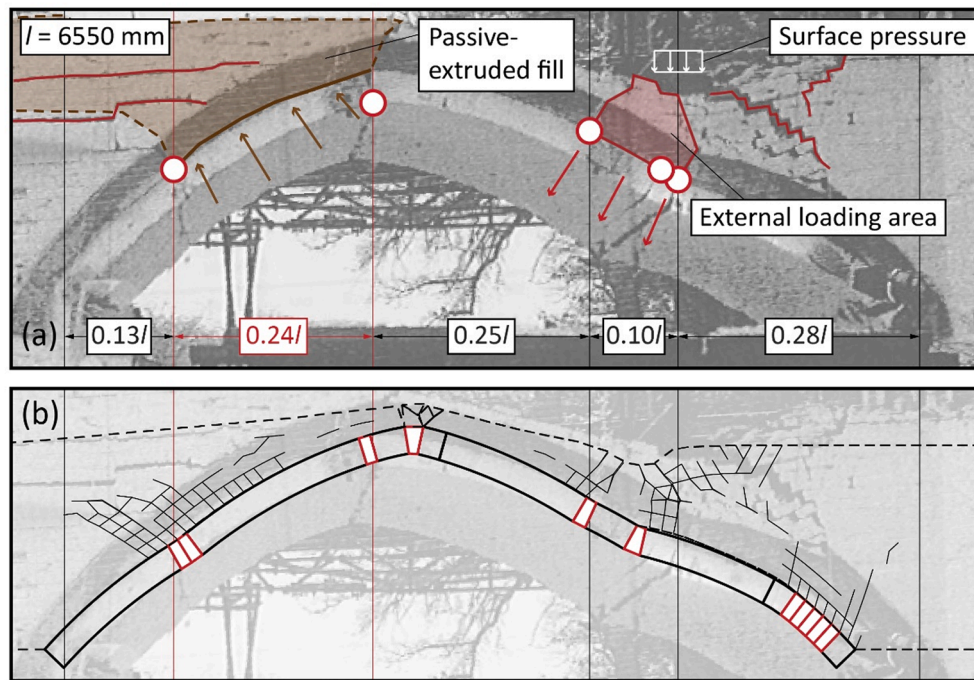 l = 6550 mm
Passive-
extruded fill
Surface pressure
External loading area
(a)
0.13l
0.24l
0.25l
0.10l
0.28l
(b)